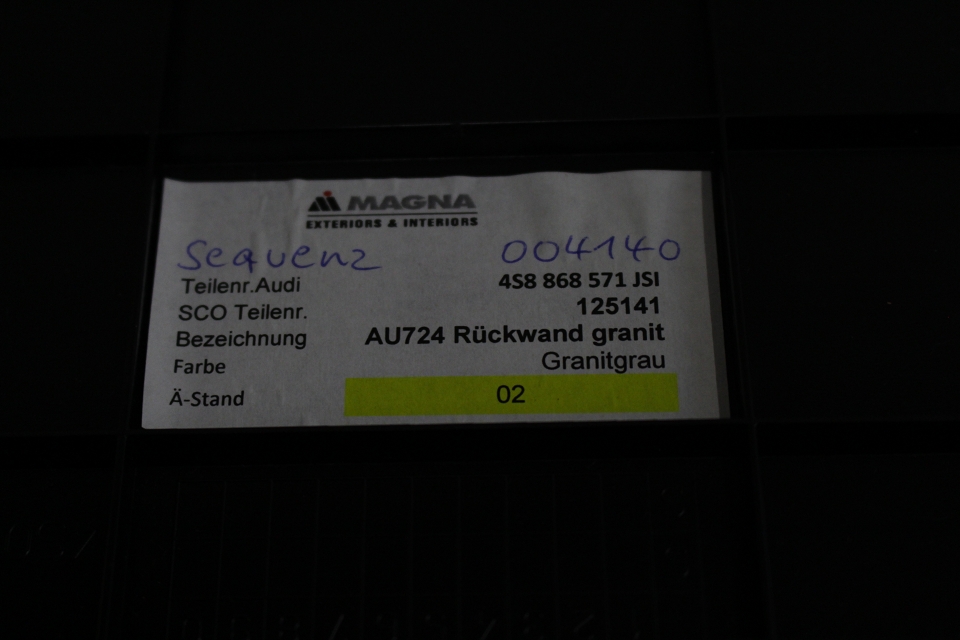 MAGNA
EXTERIORS & INTERIORS
Sequenz 004140
Teilenr.Audi 4S8 868 571 JSI
SCO Teilenr. 125141
Bezeichnung AU724 Rückwand granit
Farbe Granitgrau
Ä-Stand 02